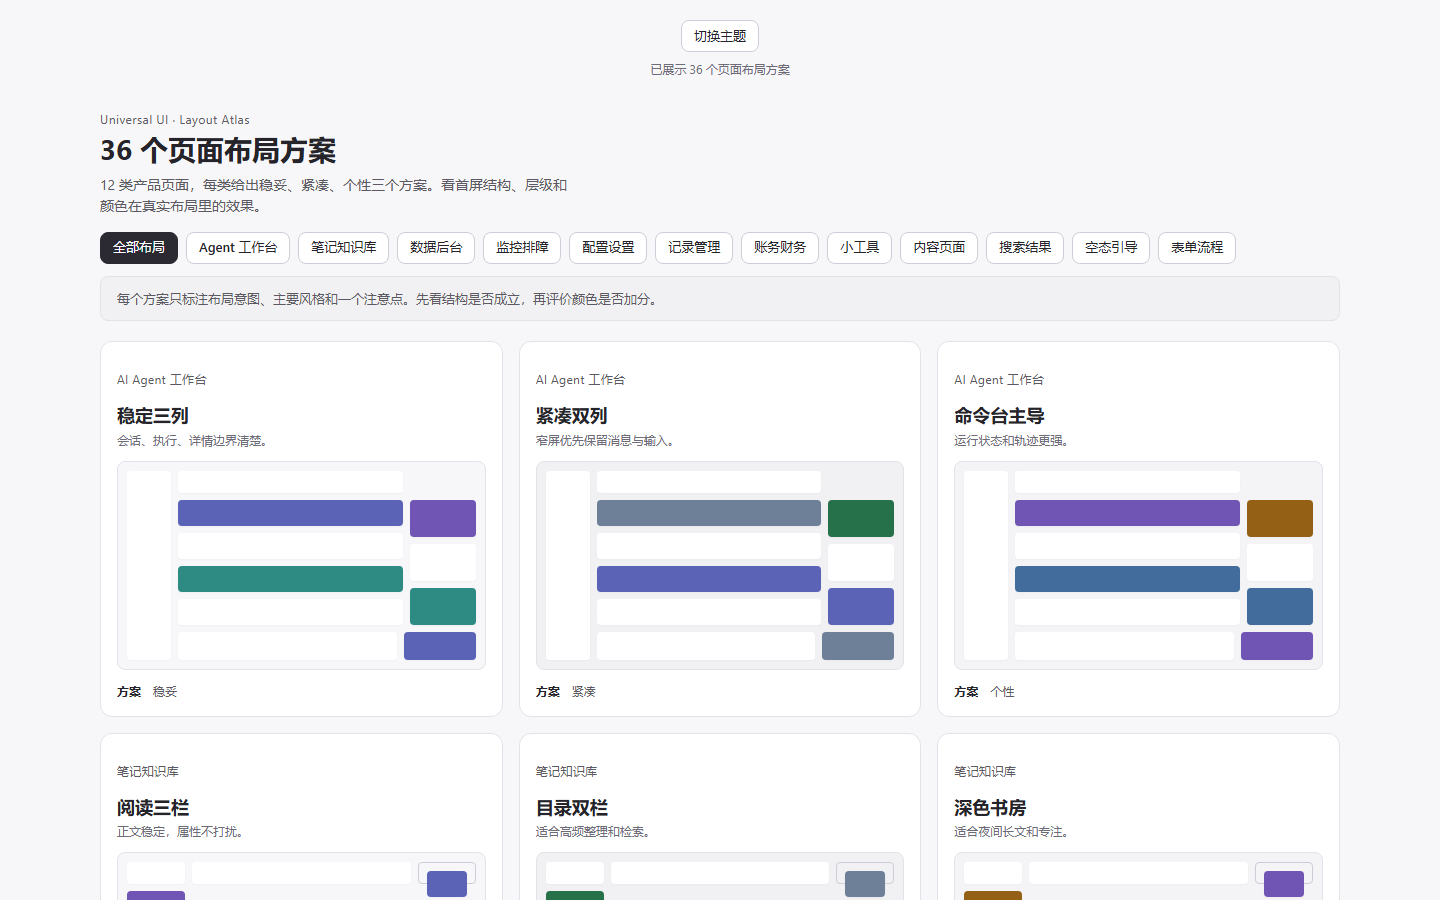 切换主题
已展示 36 个页面布局方案
Universal UI · Layout Atlas
36 个页面布局方案
12 类产品页面，每类给出稳妥、紧凑、个性三个方案。看首屏结构、层级和
颜色在真实布局里的效果。
全部布局 Agent 工作台 笔记知识库 数据后台 监控排障 配置设置 记录管理 账务财务 小工具 内容页面 搜索结果 空态引导 表单流程
每个方案只标注布局意图、主要风格和一个注意点。先看结构是否成立，再评价颜色是否加分。
AI Agent 工作台
稳定三列
会话、执行、详情边界清楚。
方案 稳妥
AI Agent 工作台
紧凑双列
窄屏优先保留消息与输入。
方案 紧凑
AI Agent 工作台
命令台主导
运行状态和轨迹更强。
方案 个性
笔记知识库
阅读三栏
正文稳定，属性不打扰。
笔记知识库
目录双栏
适合高频整理和检索。
笔记知识库
深色书房
适合夜间长文和专注。